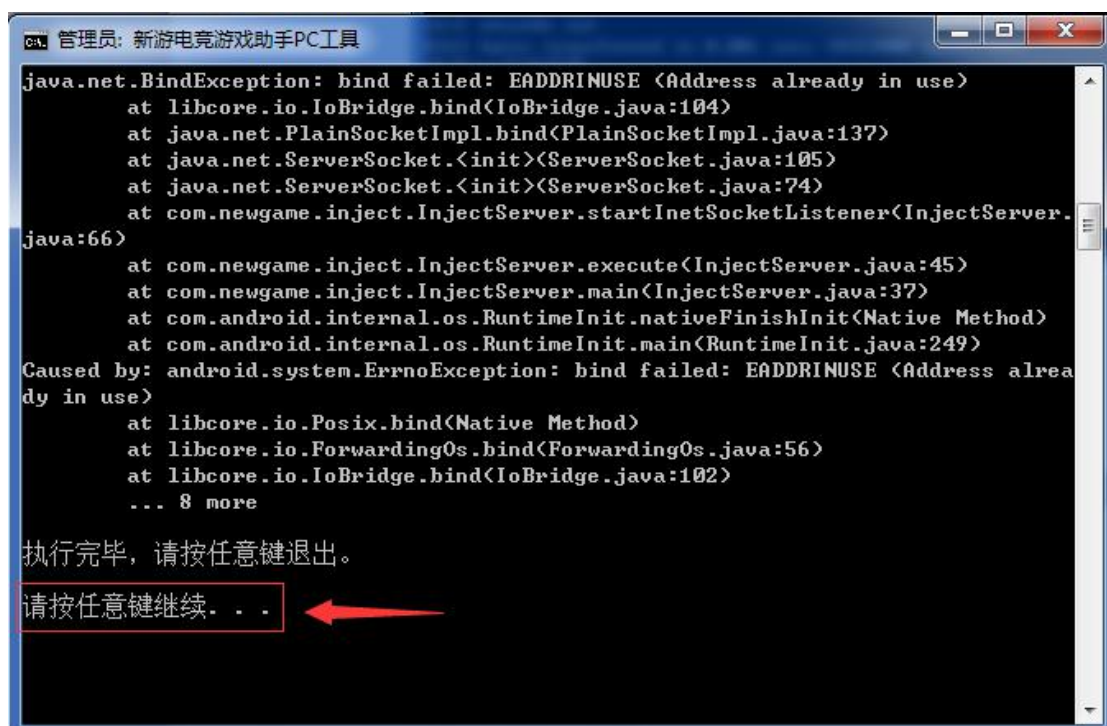 管理员: 新游电竞游戏助手PC工具
java.net.BindException: bind failed: EADDRINUSE (Address already in use)
at libcore.io.IoBridge.bind(IoBridge.java:104)
at java.net.PlainSocketImpl.bind(PlainSocketImpl.java:137)
at java.net.ServerSocket.<init>(ServerSocket.java:105)
at java.net.ServerSocket.<init>(ServerSocket.java:74)
at com.newgame.inject.InjectServer.startInetSocketListener(InjectServer.
java:66)
at com.newgame.inject.InjectServer.execute(InjectServer.java:45)
at com.newgame.inject.InjectServer.main(InjectServer.java:37)
at com.android.internal.os.RuntimeInit.nativeFinishInit(Native Method)
at com.android.internal.os.RuntimeInit.main(RuntimeInit.java:249)
Caused by: android.system.ErrnoException: bind failed: EADDRINUSE (Address alrea
dy in use)
at libcore.io.Posix.bind(Native Method)
at libcore.io.ForwardingOs.bind(ForwardingOs.java:56)
at libcore.io.IoBridge.bind(IoBridge.java:102)
... 8 more
执行完毕，请按任意键退出。
请按任意键继续. . .